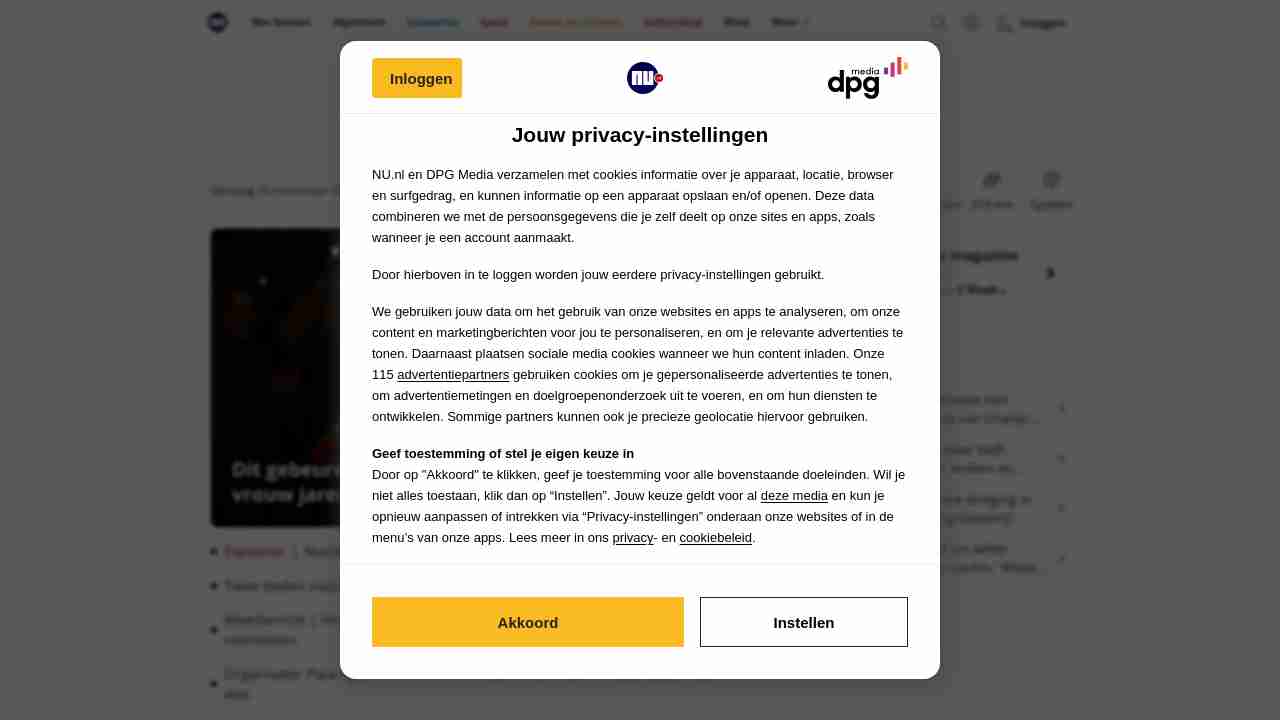 Inloggen
NU
media
dpg
Jouw privacy-instellingen
NU.nl en DPG Media verzamelen met cookies informatie over je apparaat, locatie, browser
en surfgedrag, en kunnen informatie op een apparaat opslaan en/of openen. Deze data
combineren we met de persoonsgegevens die je zelf deelt op onze sites en apps, zoals
wanneer je een account aanmaakt.
Door hierboven in te loggen worden jouw eerdere privacy-instellingen gebruikt.
We gebruiken jouw data om het gebruik van onze websites en apps te analyseren, om onze
content en marketingberichten voor jou te personaliseren, en om je relevante advertenties te
tonen. Daarnaast plaatsen sociale media cookies wanneer we hun content inladen. Onze
115 advertentiepartners gebruiken cookies om je gepersonaliseerde advertenties te tonen,
om advertentiemetingen en doelgroepenonderzoek uit te voeren, en om hun diensten te
ontwikkelen. Sommige partners kunnen ook je precieze geolocatie hiervoor gebruiken.
Geef toestemming of stel je eigen keuze in
Door op "Akkoord" te klikken, geef je toestemming voor alle bovenstaande doeleinden. Wil je
niet alles toestaan, klik dan op “Instellen”. Jouw keuze geldt voor al deze media en kun je
opnieuw aanpassen of intrekken via “Privacy-instellingen” onderaan onze websites of in de
menu’s van onze apps. Lees meer in ons privacy- en cookiebeleid.
Akkoord
Instellen
Dit gebeur
vrouw jare